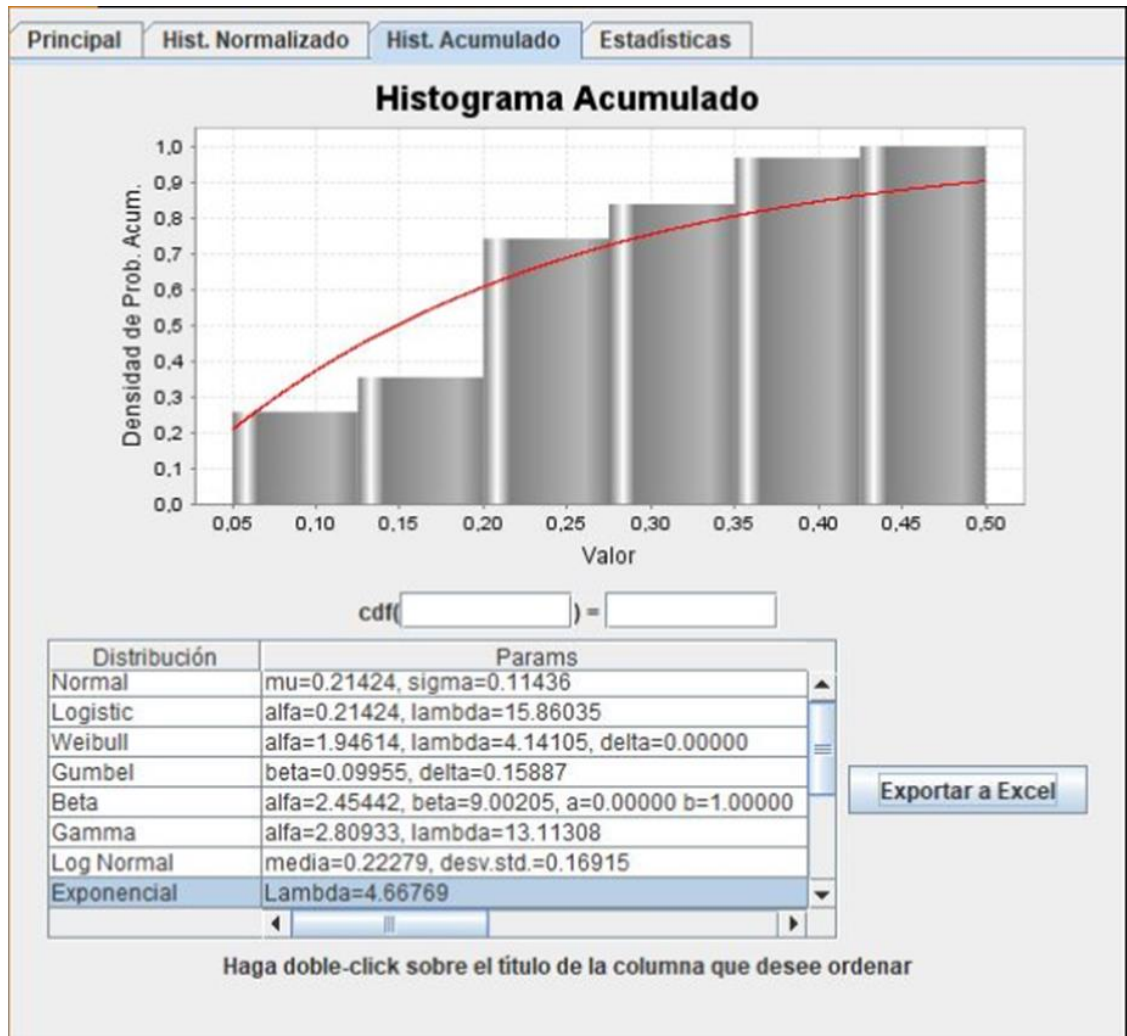 Principal Hist. Normalizado Hist. Acumulado Estadísticas
Histograma Acumulado
Densidad de Prob. Acum.
1,0
0,9
0,8
0,7
0,6
0,5
0,4
0,3
0,2
0,1
0,0
0,05 0,10 0,15 0,20 0,25 0,30 0,35 0,40 0,45 0,50
Valor
cdf( ) =
Distribución Params
Normal mu=0.21424, sigma=0.11436
Logistic alfa=0.21424, lambda=15.86035
Weibull alfa=1.94614, lambda=4.14105, delta=0.00000
Gumbel beta=0.09955, delta=0.15887
Beta alfa=2.45442, beta=9.00205, a=0.00000 b=1.00000
Gamma alfa=2.80933, lambda=13.11308
Log Normal media=0.22279, desv.std.=0.16915
Exponencial Lambda=4.66769
Exportar a Excel
Haga doble-click sobre el título de la columna que desee ordenar